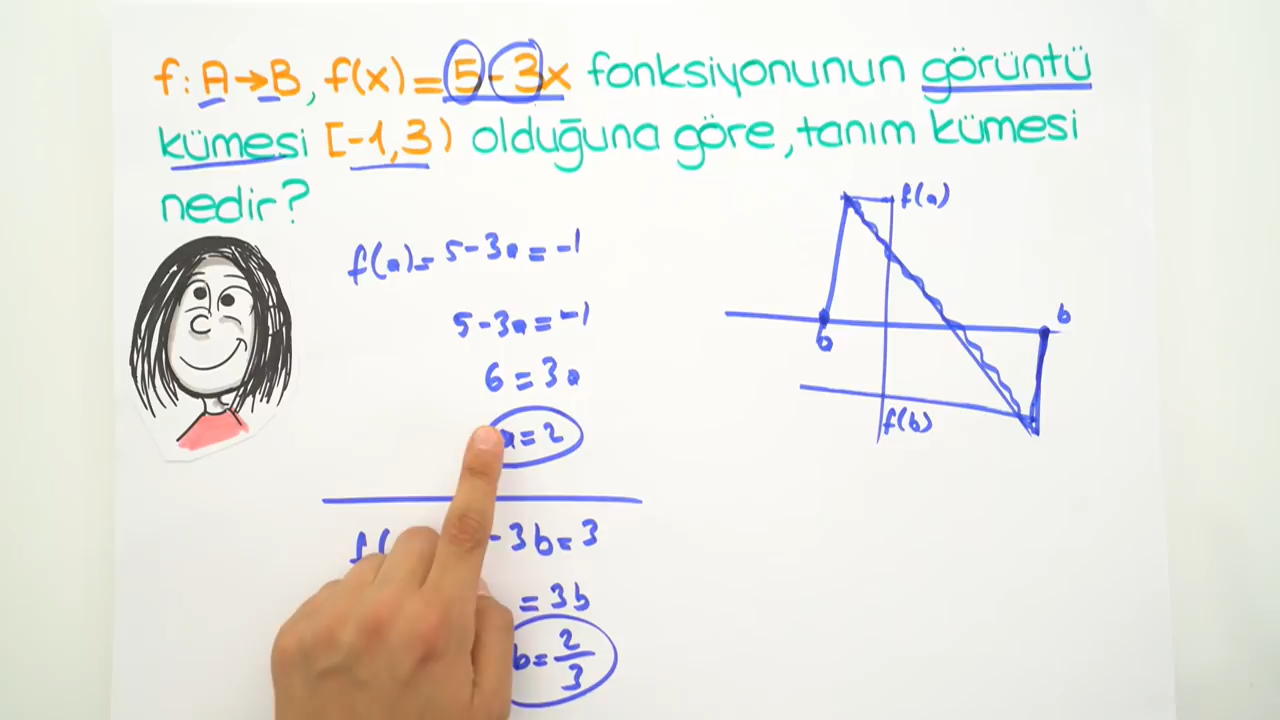 f: A→B, f(x) = 5-3x fonksiyonunun görüntü
kümesi [-1,3) olduğuna göre, tanım kümesi
nedir?
f(a)
f(a) = 5-3a = -1
5-3a = -1
b
b
6 = 3a
f(b)
a = 2
f( -3b = 3
= 3b
b = 2/3